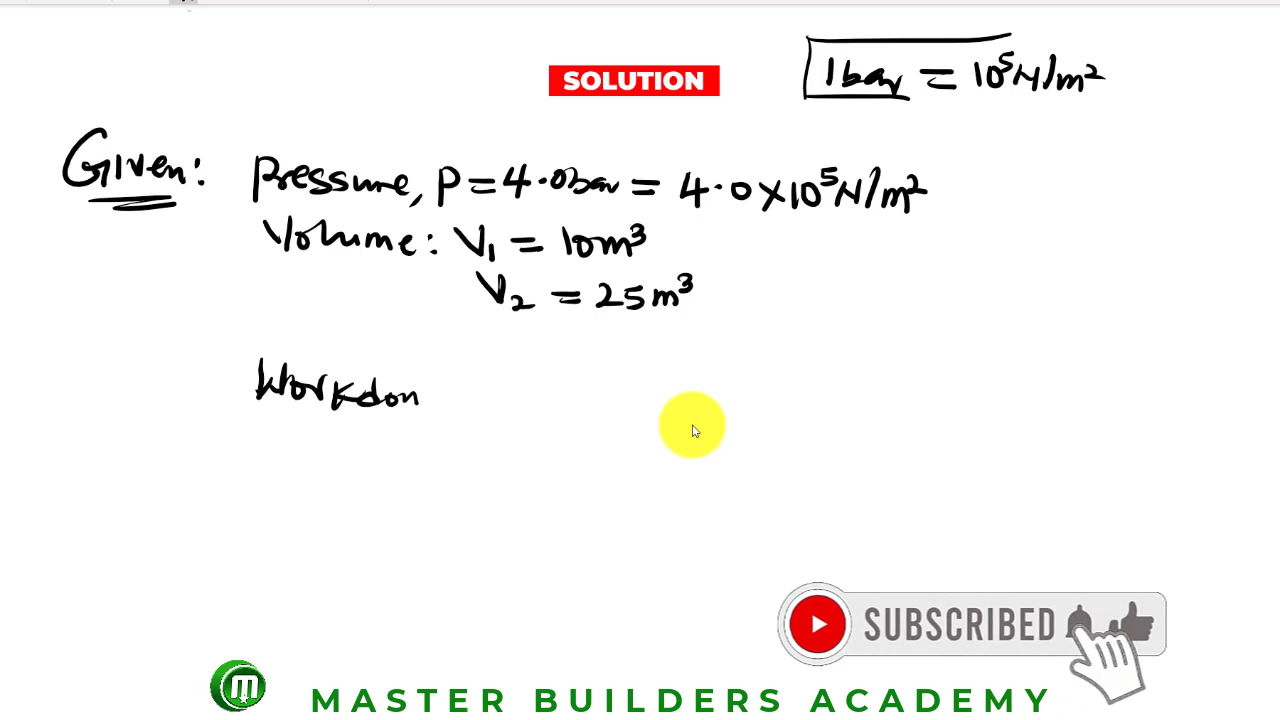 1bar = 10⁵N/m²
SOLUTION
Given: Pressure, P = 4.0bar = 4.0 × 10⁵N/m²
Volume: V₁ = 10m³
V₂ = 25m³
Workdon
SUBSCRIBED
MASTER BUILDERS ACADEMY